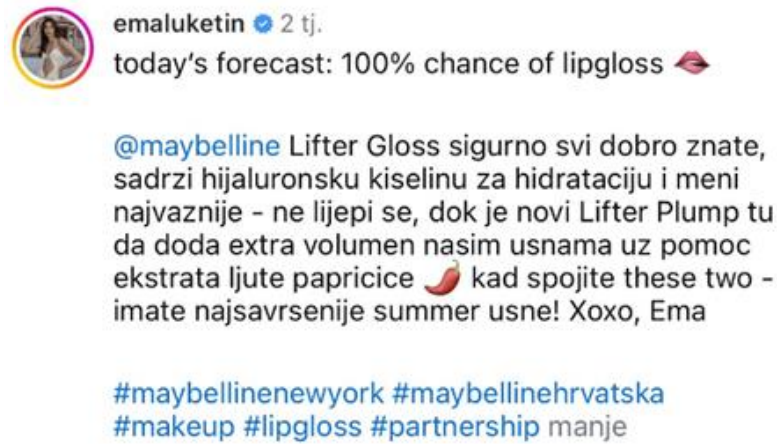 emaluketin 2 tj.
today's forecast: 100% chance of lipgloss 🫦
@maybelline Lifter Gloss sigurno svi dobro znate,
sadrzi hijaluronsku kiselinu za hidrataciju i meni
najvaznije - ne lijepi se, dok je novi Lifter Plump tu
da doda extra volumen nasim usnama uz pomoc
ekstrata ljute papricice 🌶️ kad spojite these two -
imate najsavrsenije summer usne! Xoxo, Ema
#maybellinenewyork #maybellinehrvatska
#makeup #lipgloss #partnership manje